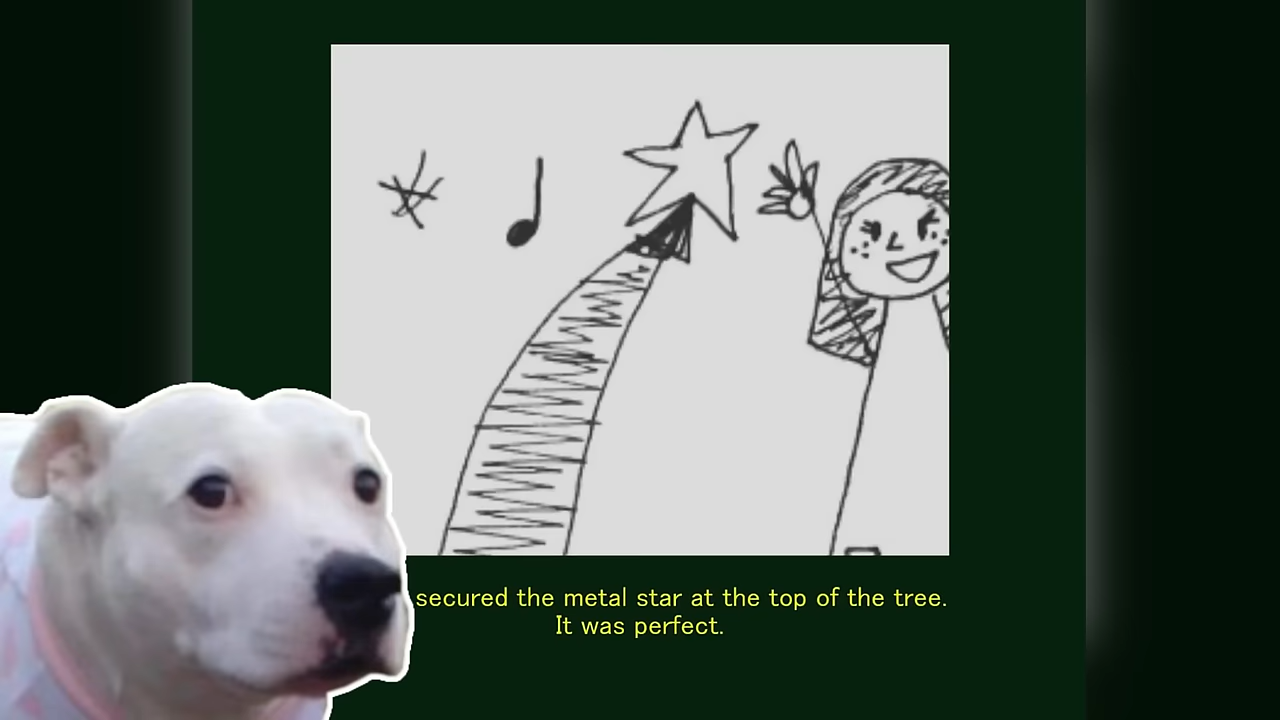 secured the metal star at the top of the tree.
It was perfect.